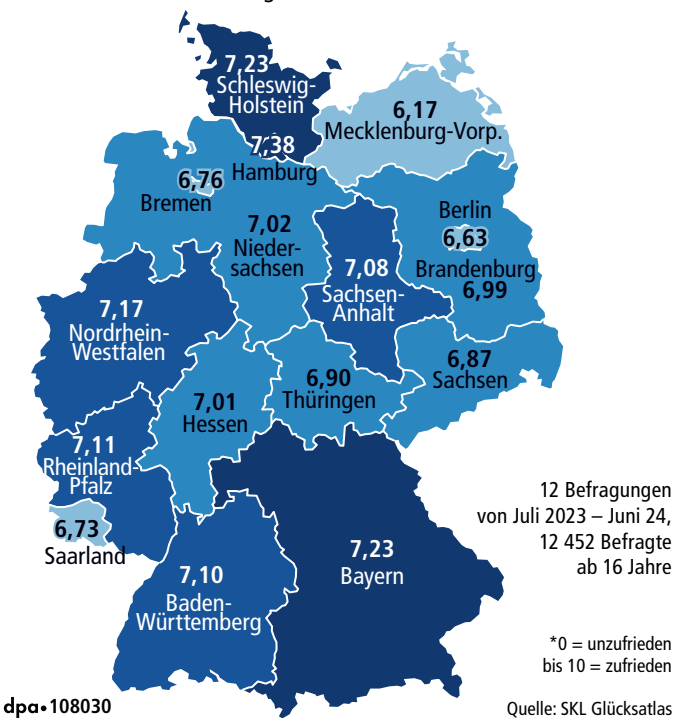 7,23
Schleswig-
Holstein
6,17
Mecklenburg-Vorp.
7,38
Hamburg
6,76
Bremen
7,02
Nieder-
sachsen
Berlin
6,63
Brandenburg
6,99
7,08
Sachsen-
Anhalt
7,17
Nordrhein-
Westfalen
6,87
Sachsen
6,90
Thüringen
7,01
Hessen
7,11
Rheinland-
Pfalz
6,73
Saarland
7,23
Bayern
7,10
Baden-
Württemberg
12 Befragungen
von Juli 2023 – Juni 24,
12 452 Befragte
ab 16 Jahre
*0 = unzufrieden
bis 10 = zufrieden
dpa•108030
Quelle: SKL Glücksatlas